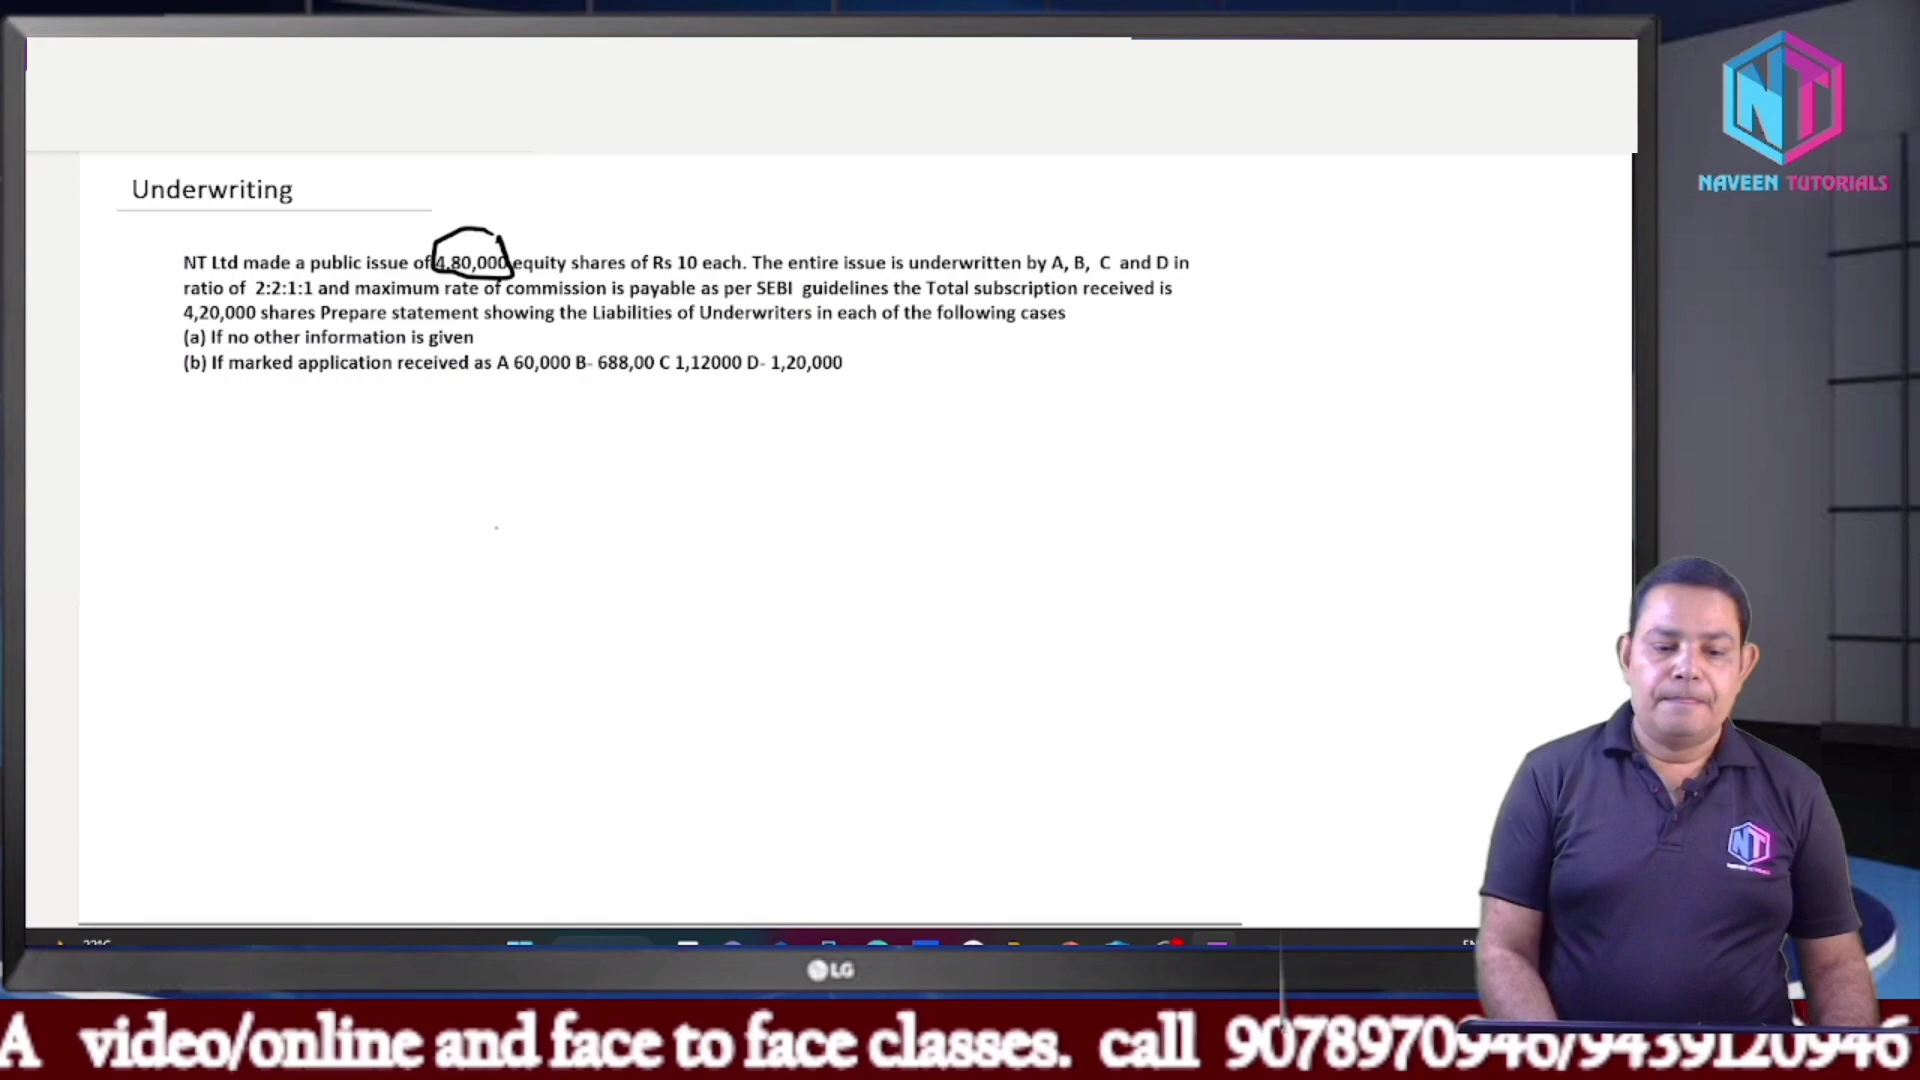 NT
NAVEEN TUTORIALS
Underwriting
NT Ltd made a public issue of 4,80,000 equity shares of Rs 10 each. The entire issue is underwritten by A, B, C and D in
ratio of 2:2:1:1 and maximum rate of commission is payable as per SEBI guidelines the Total subscription received is
4,20,000 shares Prepare statement showing the Liabilities of Underwriters in each of the following cases
(a) If no other information is given
(b) If marked application received as A 60,000 B- 688,00 C 1,12000 D- 1,20,000
NT
LG
A video/online and face to face classes. call 9078970946/9439120946